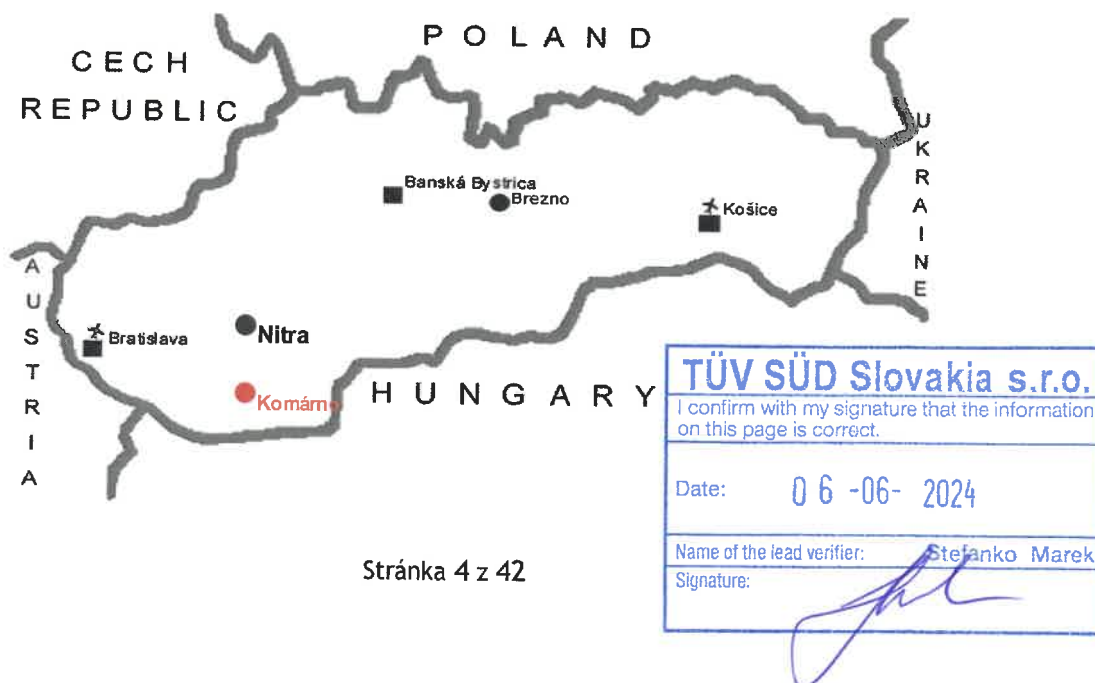 POLAND
CECH
REPUBLIC
UKRAINE
Banská Bystrica
Brezno
Košice
AUSTRIA
Nitra
Bratislava
Komárno
HUNGARY
TÜV SÜD Slovakia s.r.o.
I confirm with my signature that the information
on this page is correct.
Date: 06-06-2024
Name of the lead verifier: Stefanko Marek
Signature:
Stránka 4 z 42